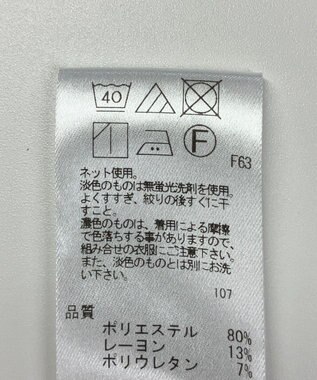 40
F
F63
ネット使用。
淡色のものは無蛍光洗剤を使用。
よくすすぎ、絞りの後すぐに干
すこと。
濃色のものは、着用による摩擦
で色落ちする事がありますので、
組み合せの衣服にご注意下さい。
また、淡色のものとは別にお洗
い下さい。
107
品質
ポリエステル 80%
レーヨン 13%
ポリウレタン 7%